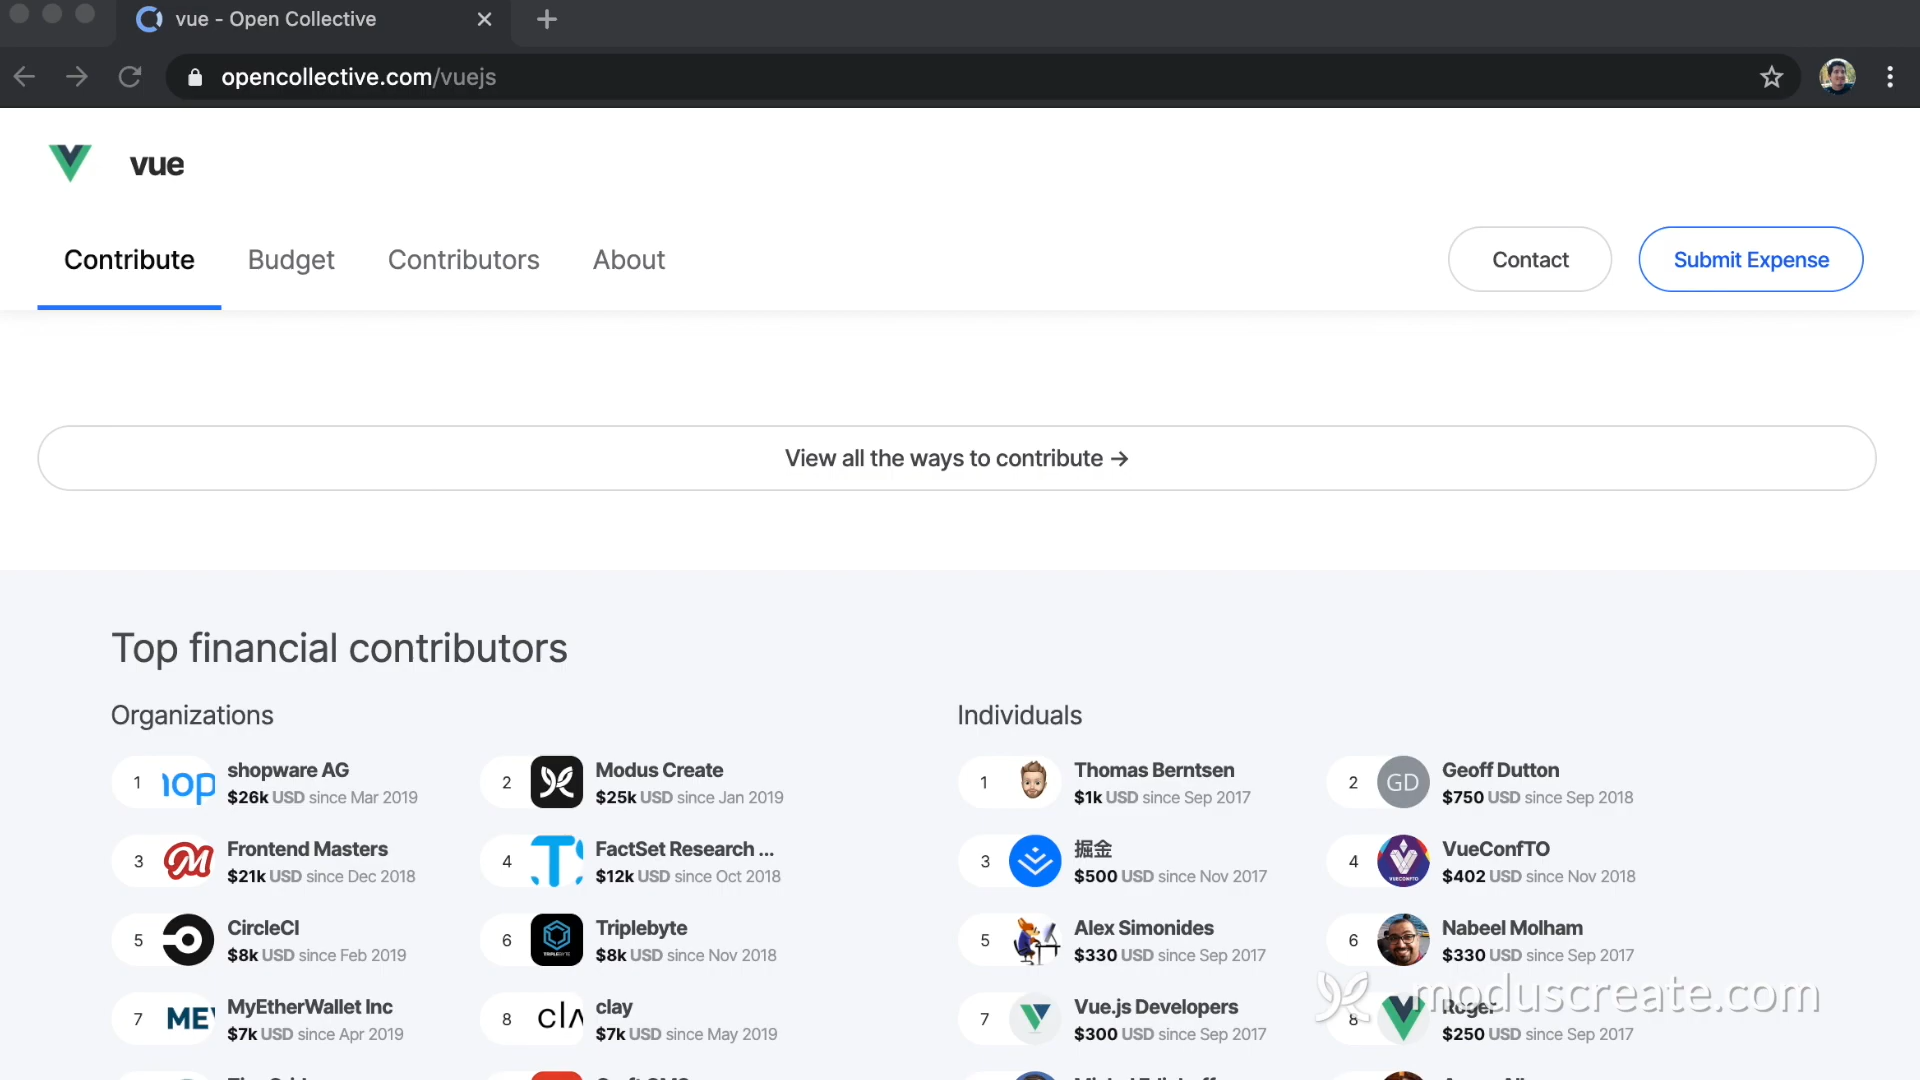 vue - Open Collective
opencollective.com/vuejs
vue
Contribute
Budget
Contributors
About
Contact
Submit Expense
View all the ways to contribute →
Top financial contributors
Organizations
1
shopware AG
$26k USD since Mar 2019
2
Modus Create
$25k USD since Jan 2019
3
Frontend Masters
$21k USD since Dec 2018
4
FactSet Research ...
$12k USD since Oct 2018
5
CircleCI
$8k USD since Feb 2019
6
TRIPLEBYTE
Triplebyte
$8k USD since Nov 2018
7
MyEtherWallet Inc
$7k USD since Apr 2019
8
clay
$7k USD since May 2019
Individuals
1
Thomas Berntsen
$1k USD since Sep 2017
2
GD
Geoff Dutton
$750 USD since Sep 2018
3
掘金
$500 USD since Nov 2017
4
VUECONFTO
VueConfTO
$402 USD since Nov 2018
5
Alex Simonides
$330 USD since Sep 2017
6
Nabeel Molham
$330 USD since Sep 2017
7
Vue.js Developers
$300 USD since Sep 2017
8
Roger
$250 USD since Sep 2017
moduscreate.com